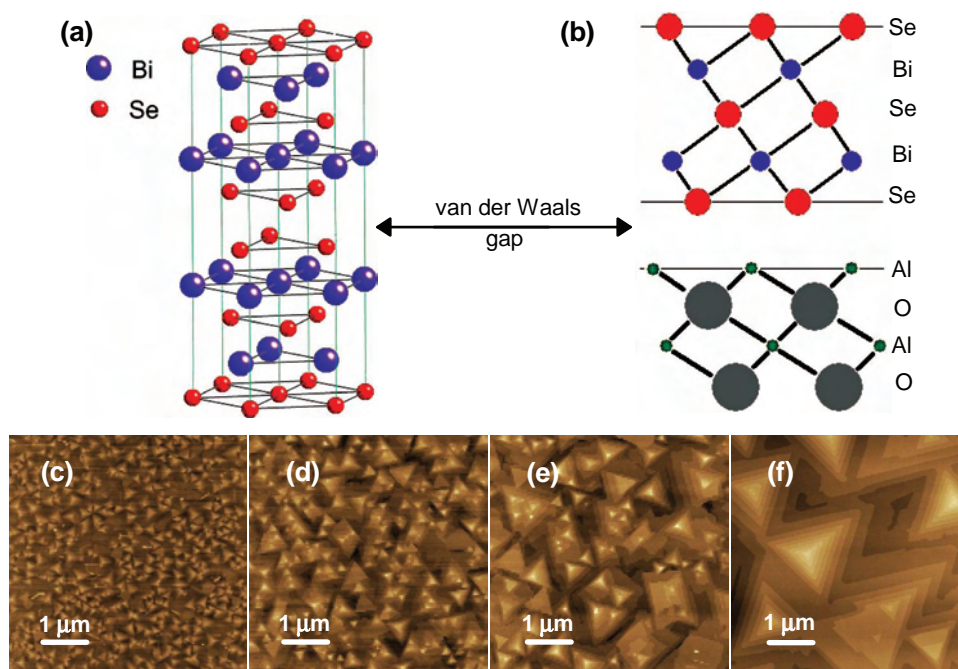 (a)
Bi
Se
(b)
Se
Bi
Se
Bi
Se
van der Waals
gap
Al
O
Al
O
(c)
(d)
(e)
(f)
1 μm
1 μm
1 μm
1 μm